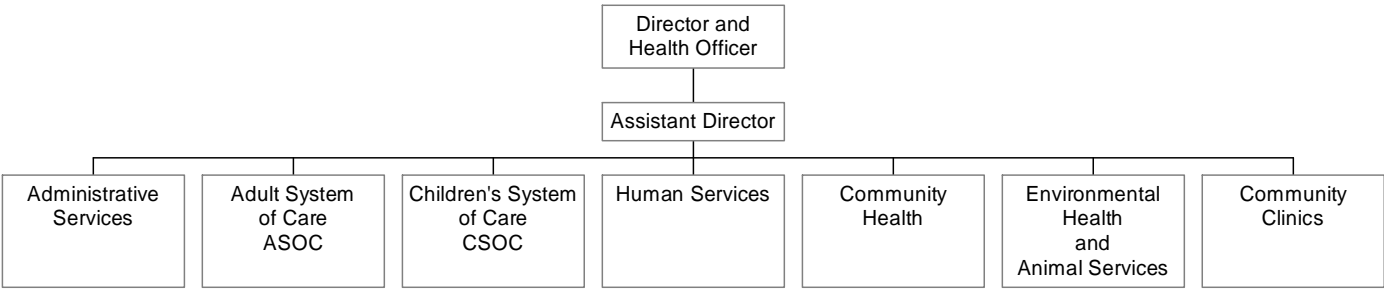 Director and
Health Officer
Assistant Director
Administrative
Services
Adult System
of Care
ASOC
Children's System
of Care
CSOC
Human Services
Community
Health
Environmental
Health
and
Animal Services
Community
Clinics